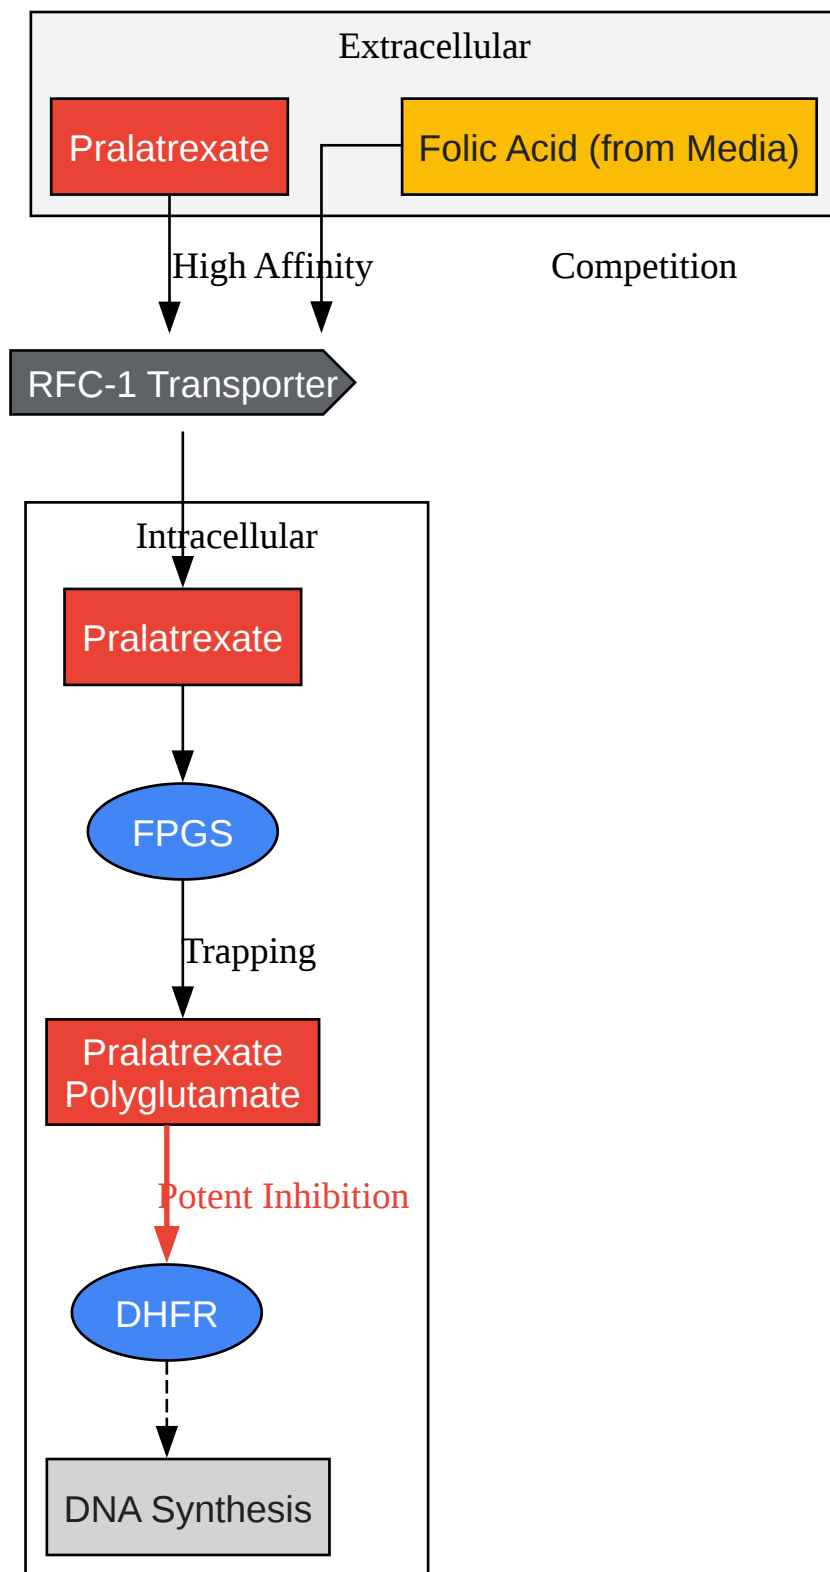 Extracellular
Pralatrexate
Folic Acid (from Media)
High Affinity
Competition
RFC-1 Transporter
Intracellular
Pralatrexate
FPGS
Trapping
Pralatrexate
Polyglutamate
Potent Inhibition
DHFR
DNA Synthesis